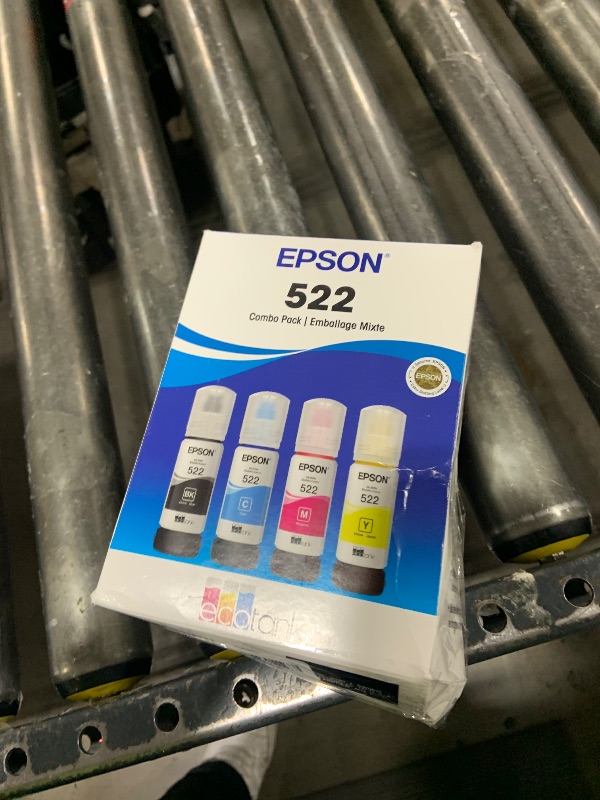 EPSON®
522
Combo Pack | Emballage Mixte
EPSON
EPSON
522
BK
EPSON
522
C
EPSON
522
M
EPSON
522
Y
ecotank